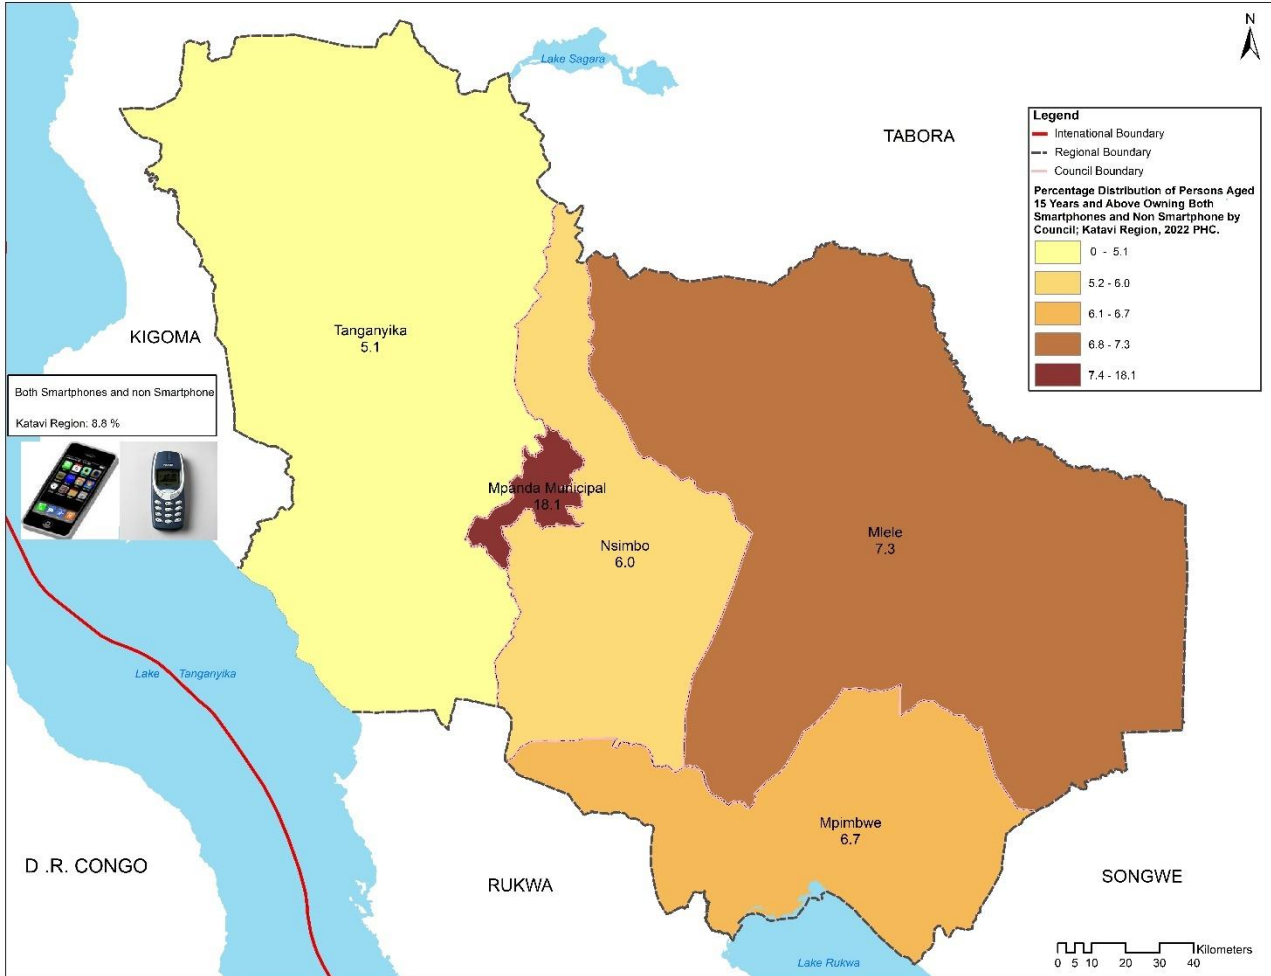 N
Lake Sagara
TABORA
Legend
Intenational Boundary
Regional Boundary
Council Boundary
Percentage Distribution of Persons Aged
15 Years and Above Owning Both
Smartphones and Non Smartphone by
Council; Katavi Region, 2022 PHC.
0 - 5.1
5.2 - 6.0
6.1 - 6.7
6.8 - 7.3
7.4 - 18.1
KIGOMA
Tanganyika
5.1
Both Smartphones and non Smartphone
Katavi Region: 8.8 %
Mpanda Municipal
18.1
Nsimbo
6.0
Mlele
7.3
Lake Tanganyika
Mpimbwe
6.7
D .R. CONGO
RUKWA
SONGWE
Lake Rukwa
Kilometers
0 5 10 20 30 40